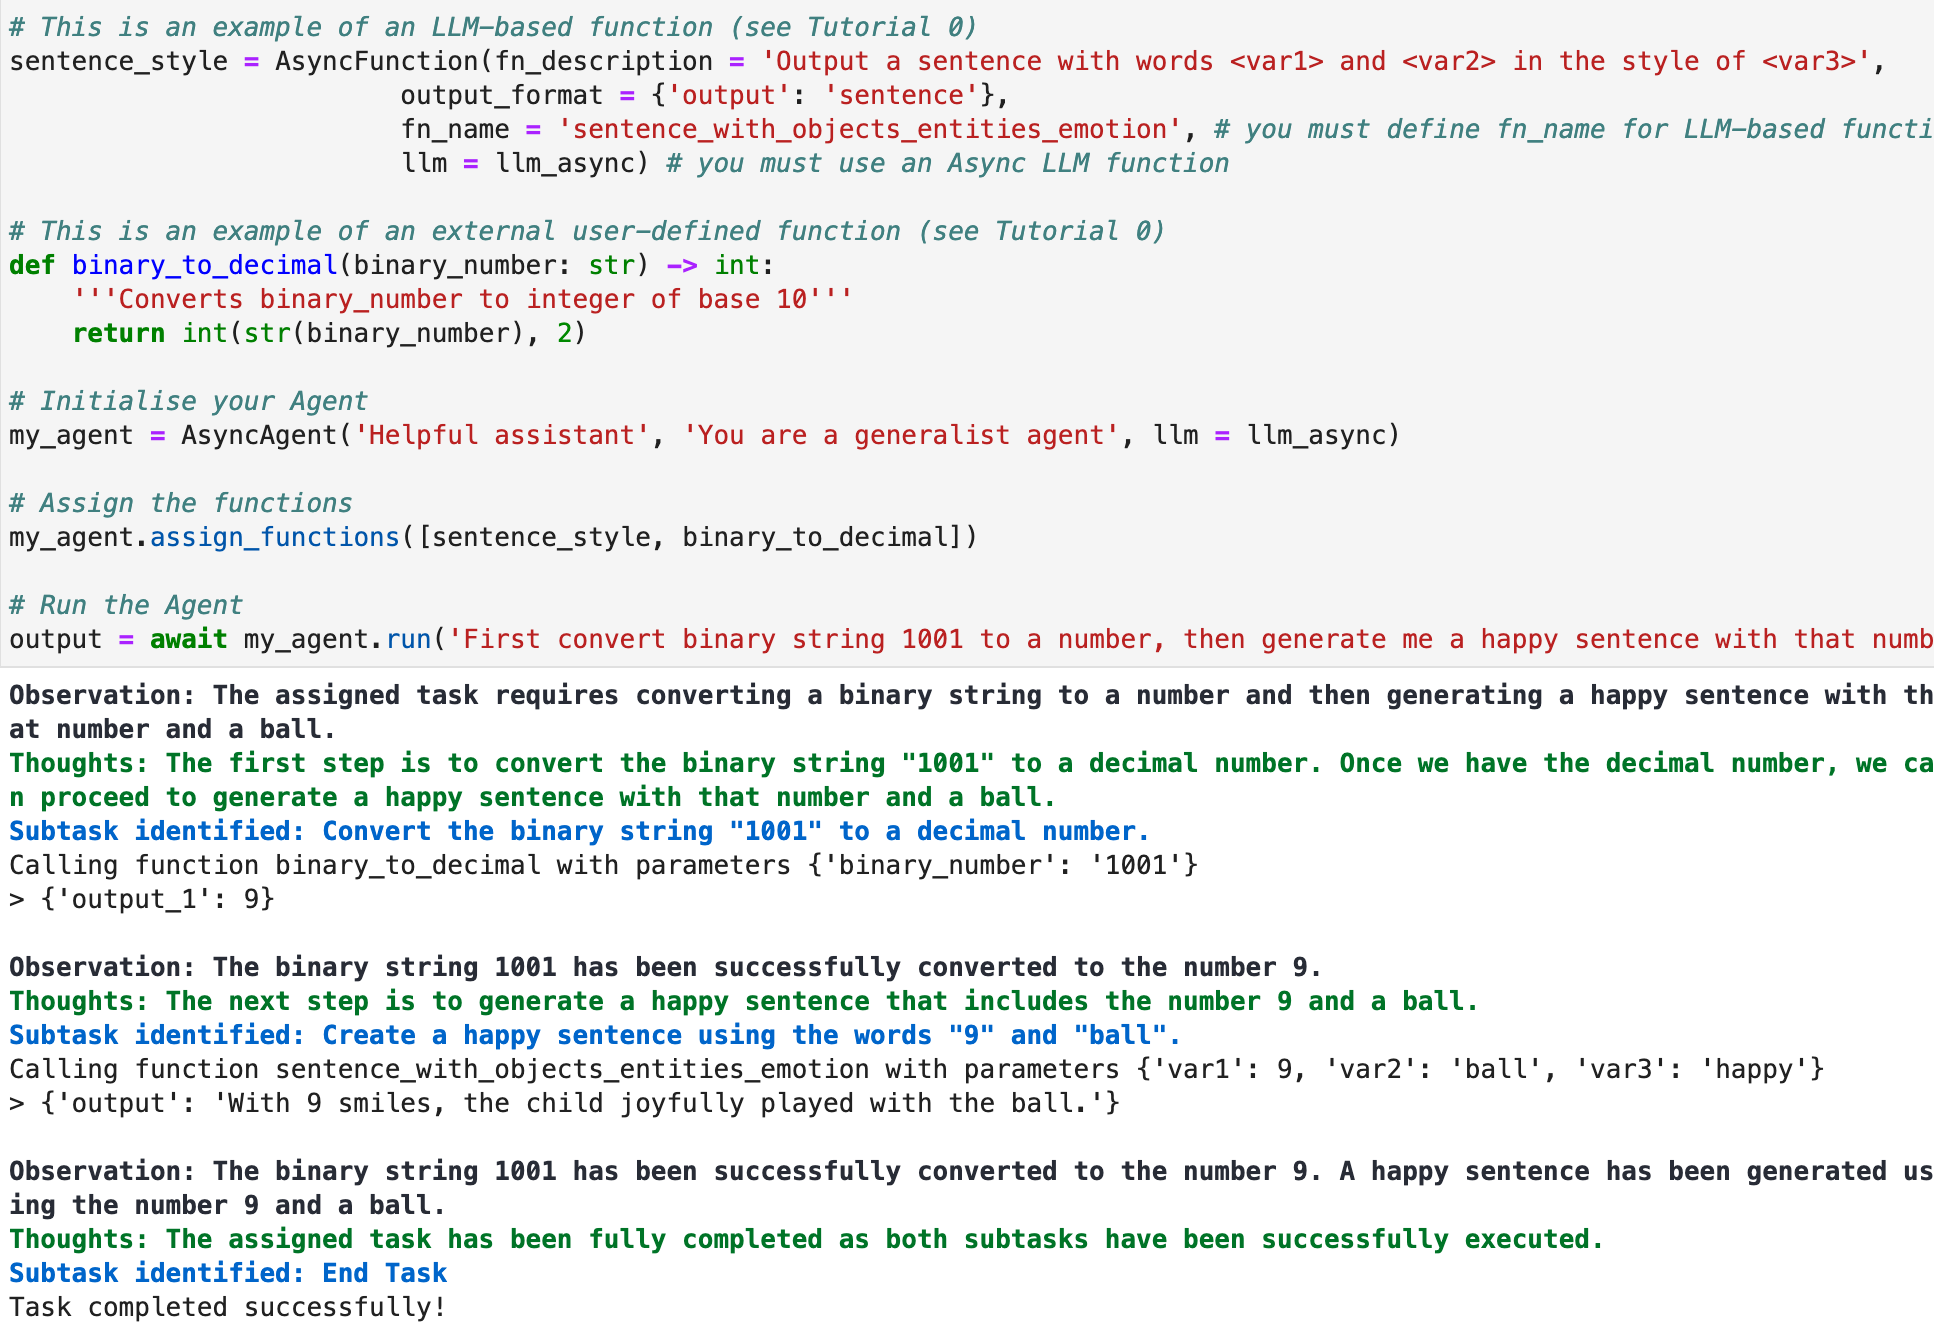 # This is an example of an LLM-based function (see Tutorial 0)
sentence_style = AsyncFunction(fn_description = 'Output a sentence with words <var1> and <var2> in the style of <var3>',
                         output_format = {'output': 'sentence'},
                         fn_name = 'sentence_with_objects_entities_emotion', # you must define fn_name for LLM-based functi
                         llm = llm_async) # you must use an Async LLM function

# This is an example of an external user-defined function (see Tutorial 0)
def binary_to_decimal(binary_number: str) -> int:
    '''Converts binary_number to integer of base 10'''
    return int(str(binary_number), 2)

# Initialise your Agent
my_agent = AsyncAgent('Helpful assistant', 'You are a generalist agent', llm = llm_async)

# Assign the functions
my_agent.assign_functions([sentence_style, binary_to_decimal])

# Run the Agent
output = await my_agent.run('First convert binary string 1001 to a number, then generate me a happy sentence with that numb
Observation: The assigned task requires converting a binary string to a number and then generating a happy sentence with th
at number and a ball.
Thoughts: The first step is to convert the binary string "1001" to a decimal number. Once we have the decimal number, we ca
n proceed to generate a happy sentence with that number and a ball.
Subtask identified: Convert the binary string "1001" to a decimal number.
Calling function binary_to_decimal with parameters {'binary_number': '1001'}
> {'output_1': 9}

Observation: The binary string 1001 has been successfully converted to the number 9.
Thoughts: The next step is to generate a happy sentence that includes the number 9 and a ball.
Subtask identified: Create a happy sentence using the words "9" and "ball".
Calling function sentence_with_objects_entities_emotion with parameters {'var1': 9, 'var2': 'ball', 'var3': 'happy'}
> {'output': 'With 9 smiles, the child joyfully played with the ball.'}

Observation: The binary string 1001 has been successfully converted to the number 9. A happy sentence has been generated us
ing the number 9 and a ball.
Thoughts: The assigned task has been fully completed as both subtasks have been successfully executed.
Subtask identified: End Task
Task completed successfully!